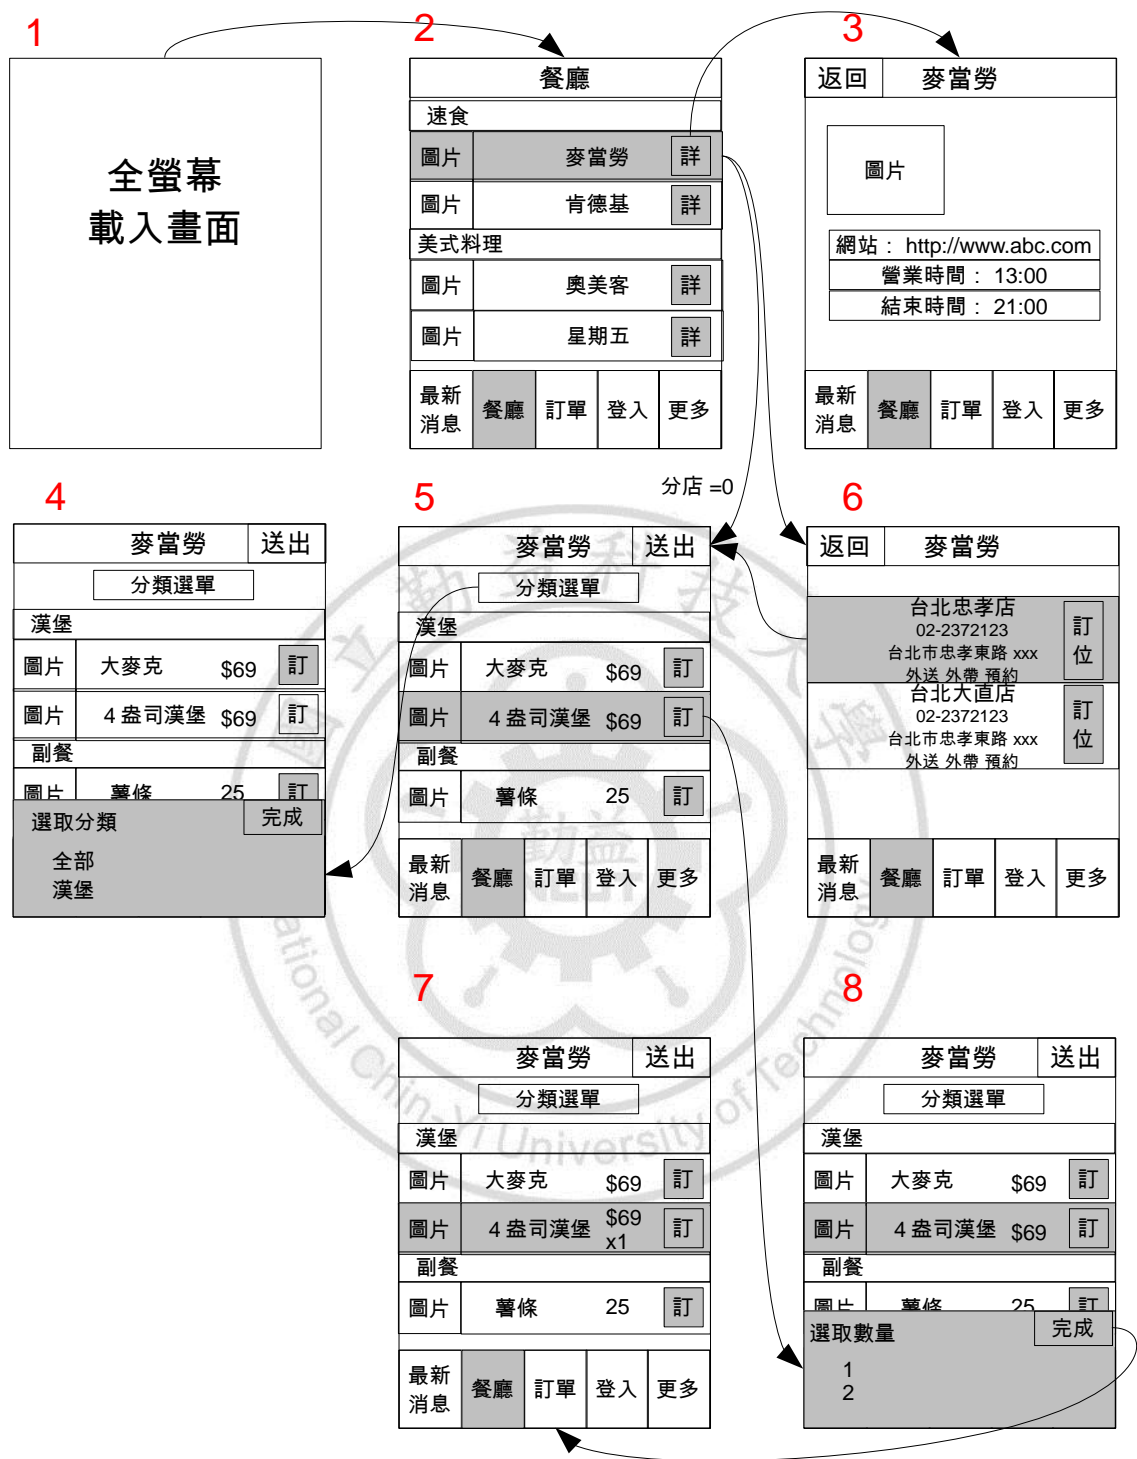 1
全螢幕
載入畫面
2
餐廳
速食
圖片 麥當勞 詳
圖片 肯德基 詳
美式料理
圖片 奧美客 詳
圖片 星期五 詳
最新消息 餐廳 訂單 登入 更多
3
返回 麥當勞
圖片
網站： http://www.abc.com
營業時間： 13:00
結束時間： 21:00
最新消息 餐廳 訂單 登入 更多
4
麥當勞 送出
分類選單
漢堡
圖片 大麥克 $69 訂
圖片 4盎司漢堡 $69 訂
副餐
圖片 薯條 25 訂
選取分類 完成
全部
漢堡
分店=0
5
麥當勞 送出
分類選單
漢堡
圖片 大麥克 $69 訂
圖片 4盎司漢堡 $69 訂
副餐
圖片 薯條 25 訂
最新消息 餐廳 訂單 登入 更多
6
返回 麥當勞
台北忠孝店
02-2372123
台北市忠孝東路 xxx
外送 外帶 預約
訂位
台北大直店
02-2372123
台北市忠孝東路 xxx
外送 外帶 預約
訂位
最新消息 餐廳 訂單 登入 更多
7
麥當勞 送出
分類選單
漢堡
圖片 大麥克 $69 訂
圖片 4盎司漢堡 $69 x1 訂
副餐
圖片 薯條 25 訂
最新消息 餐廳 訂單 登入 更多
8
麥當勞 送出
分類選單
漢堡
圖片 大麥克 $69 訂
圖片 4盎司漢堡 $69 訂
副餐
圖片 薯條 25 訂
選取數量 完成
1
2